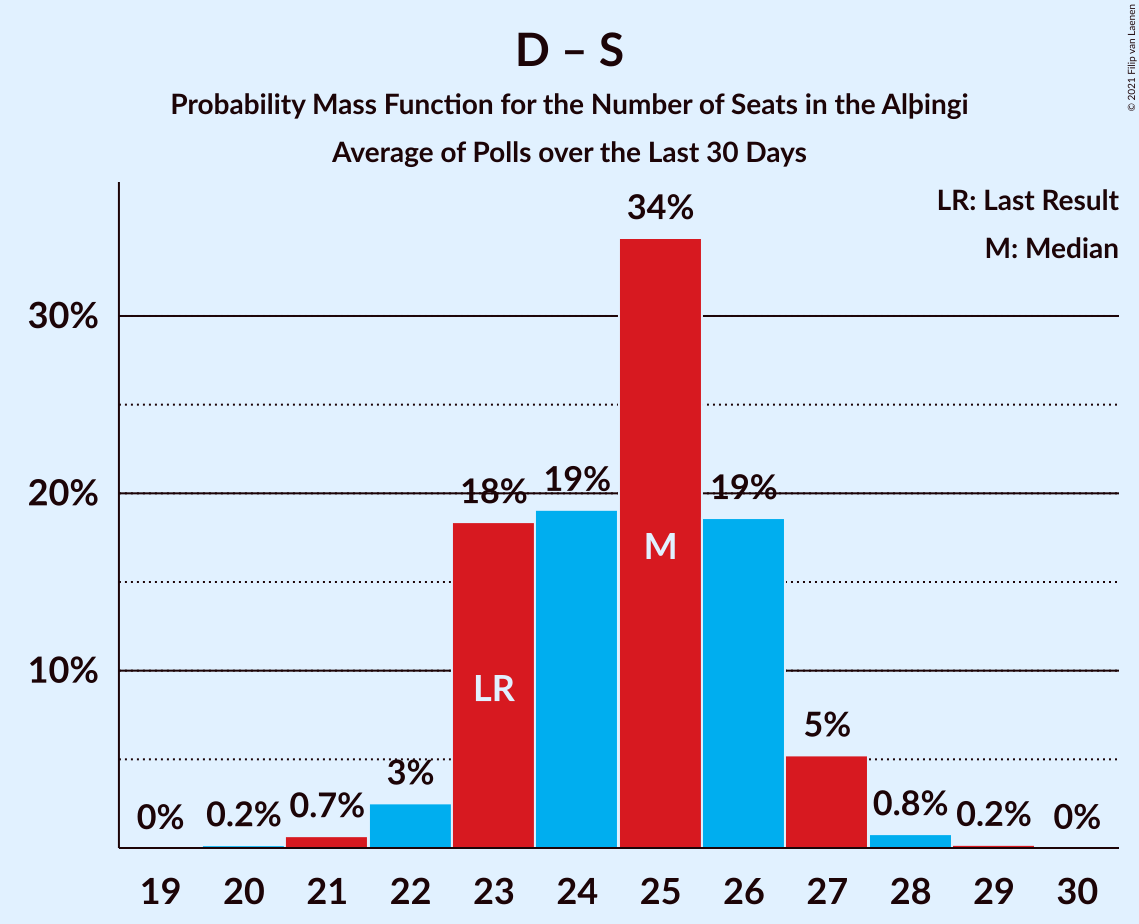 D – S
Probability Mass Function for the Number of Seats in the Alþingi
Average of Polls over the Last 30 Days
© 2021 Filip van Laenen
LR: Last Result
M: Median
34%
30%
20%
18%
19%
19%
M
10%
LR
5%
3%
0%
0.2%
0.7%
0.8%
0.2%
0%
19 20 21 22 23 24 25 26 27 28 29 30